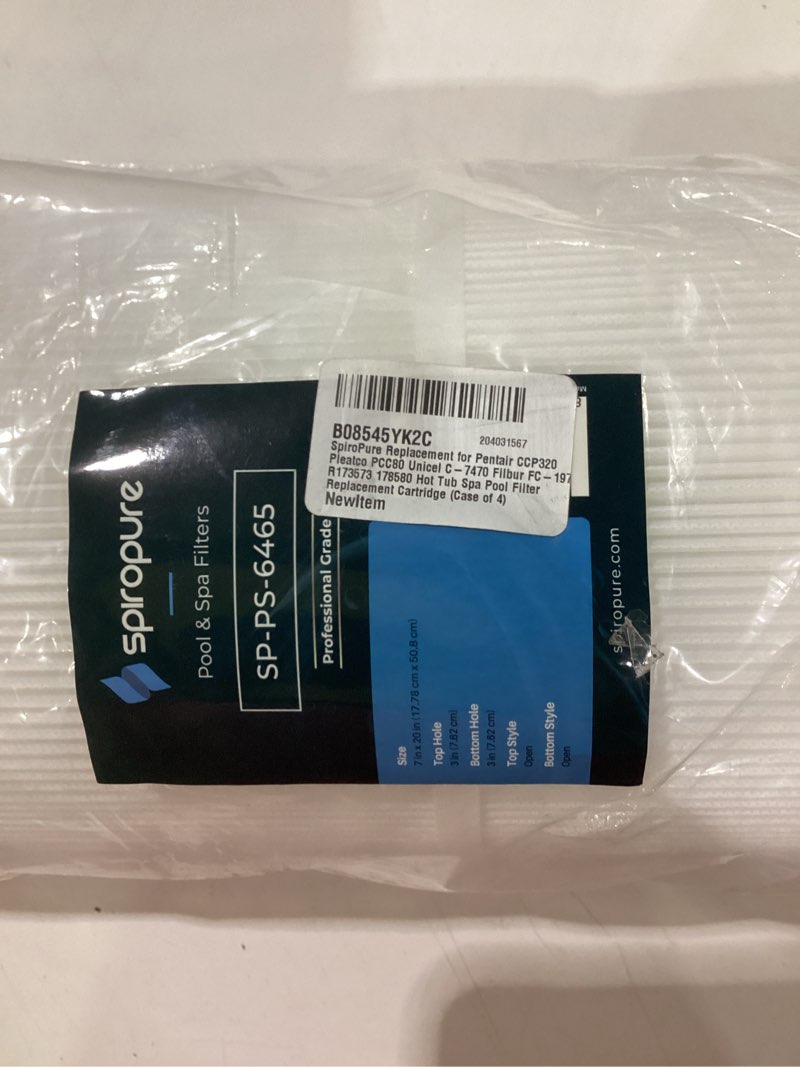 B08545YK2C
204031567
SpiroPure Replacement for Pentair CCP320
Pleatco PCC80 Unicel C-7470 Filbur FC-197
R173573 178580 Hot Tub Spa Pool Filter
Replacement Cartridge (Case of 4)
NewItem
spiropure
Pool & Spa Filters
SP-PS-6465
Professional Grade
Size
7 in x 20 in (17.78 cm x 50.8 cm)
Top Hole
3 in (7.62 cm)
Bottom Hole
3 in (7.62 cm)
Top Style
Open
Bottom Style
Open
spiropure.com